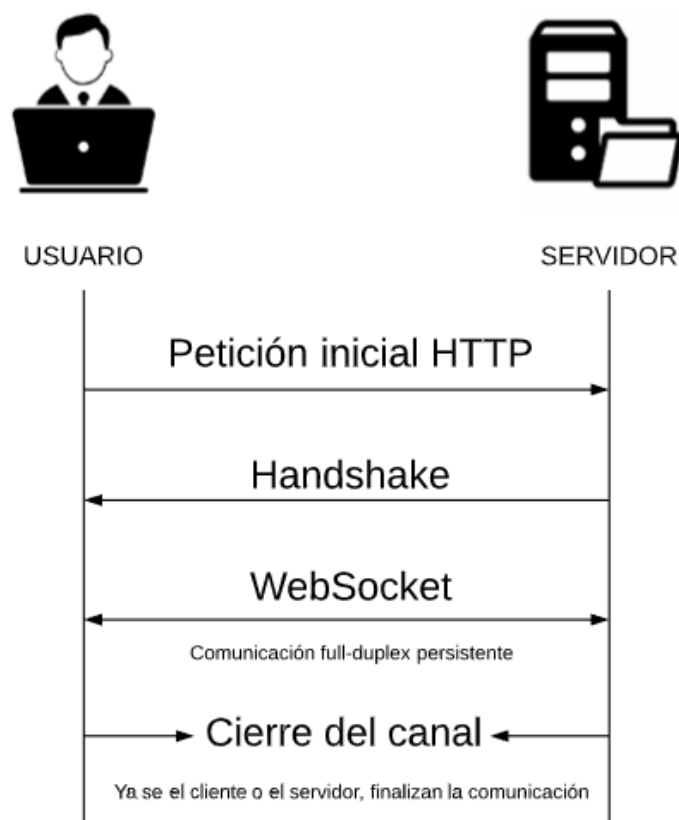 USUARIO
SERVIDOR
Petición inicial HTTP
Handshake
WebSocket
Comunicación full-duplex persistente
Cierre del canal
Ya se el cliente o el servidor, finalizan la comunicación